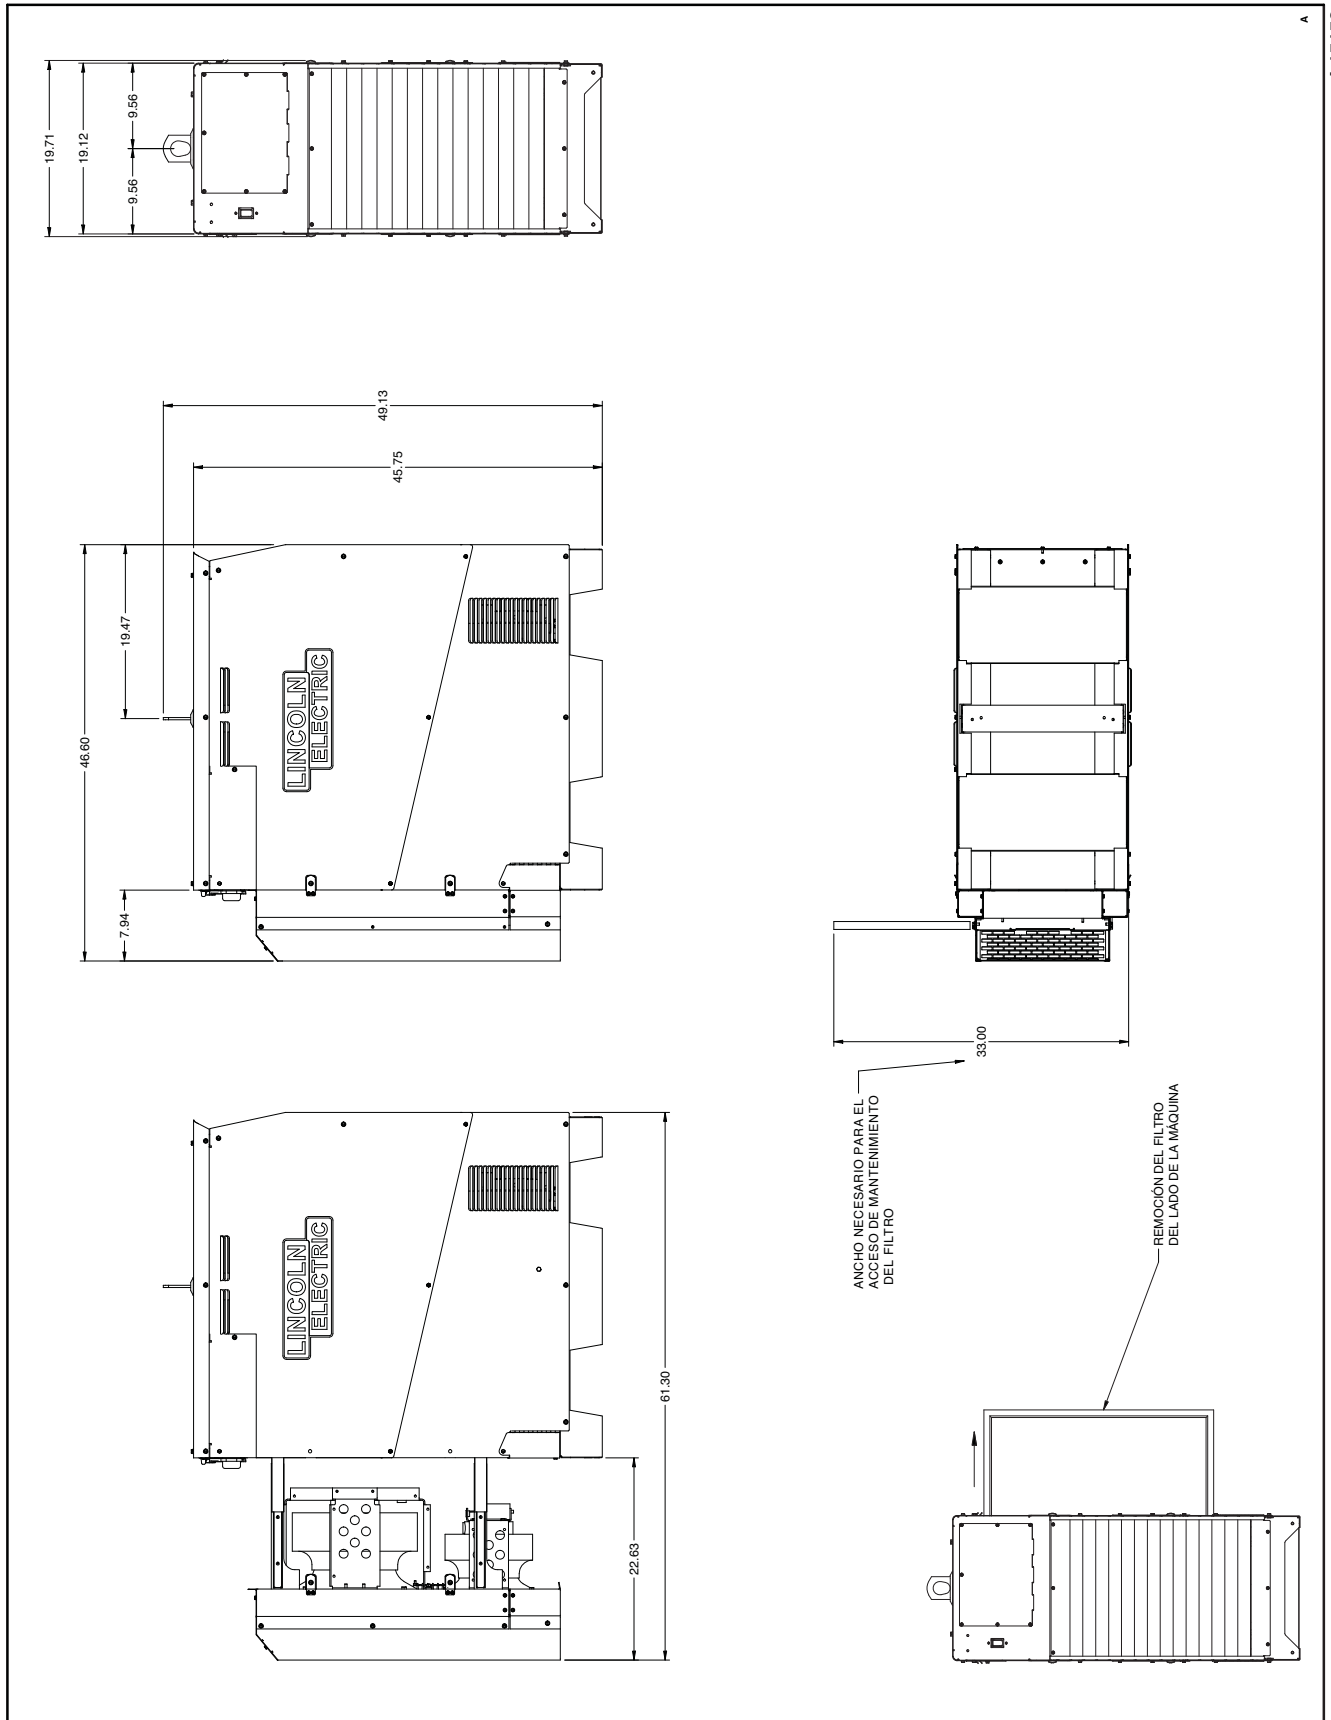 A
19.71
19.12
9.56
9.56
49.13
45.75
46.60
19.47
7.94
LINCOLN
ELECTRIC
33.00
ANCHO NECESARIO PARA EL
ACCESO DE MANTENIMIENTO
DEL FILTRO
LINCOLN
ELECTRIC
61.30
22.63
REMOCIÓN DEL FILTRO
DEL LADO DE LA MÁQUINA